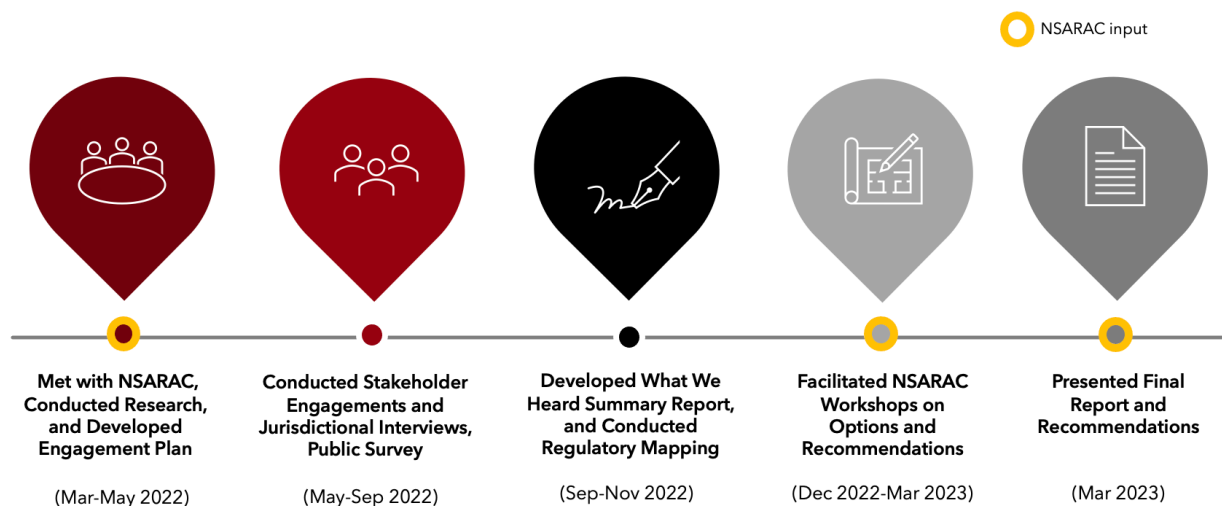 NSARAC input
Met with NSARAC,
Conducted Research,
and Developed
Engagement Plan
(Mar-May 2022)
Conducted Stakeholder
Engagements and
Jurisdictional Interviews,
Public Survey
(May-Sep 2022)
Developed What We
Heard Summary Report,
and Conducted
Regulatory Mapping
(Sep-Nov 2022)
Facilitated NSARAC
Workshops on
Options and
Recommendations
(Dec 2022-Mar 2023)
Presented Final
Report and
Recommendations
(Mar 2023)